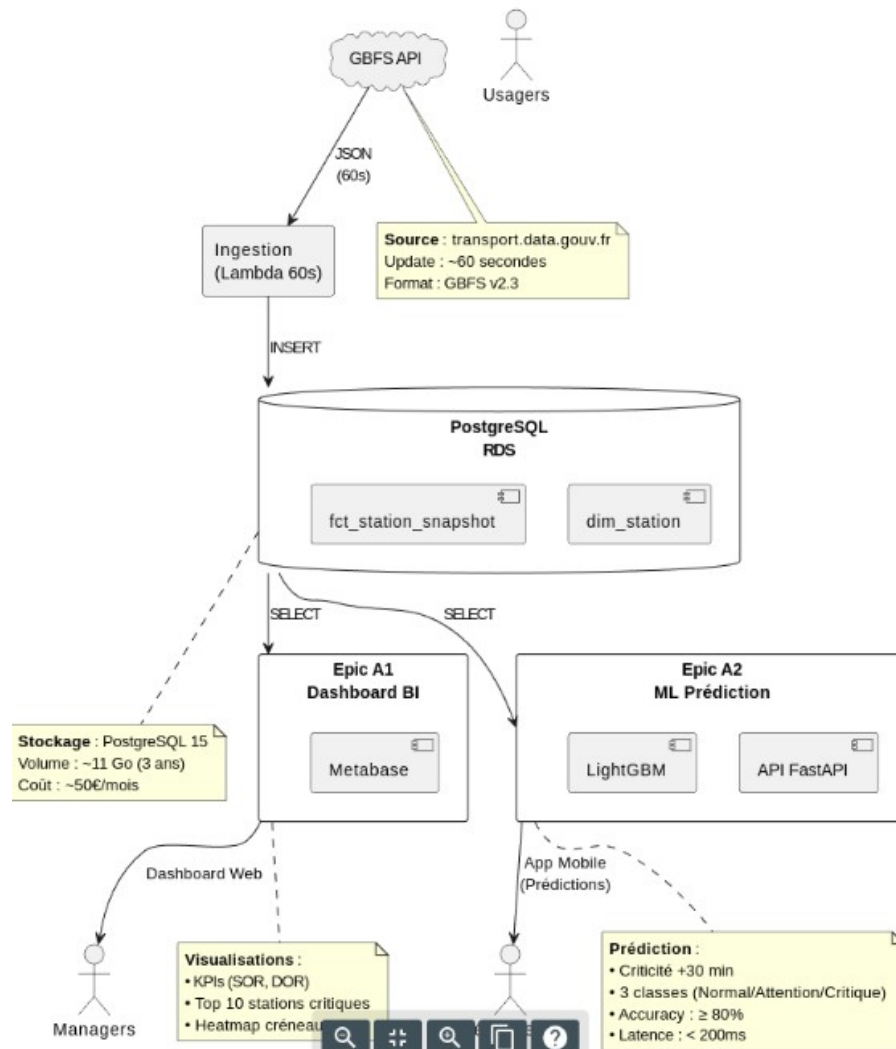 GBFS API
Usagers
JSON
(60s)
Ingestion
(Lambda 60s)
Source : transport.data.gouv.fr
Update : ~60 secondes
Format : GBFS v2.3
INSERT
PostgreSQL
RDS
fct_station_snapshot
dim_station
SELECT
SELECT
Epic A1
Dashboard BI
Metabase
Epic A2
ML Prédiction
LightGBM
API FastAPI
Stockage : PostgreSQL 15
Volume : ~11 Go (3 ans)
Coût : ~50€/mois
Dashboard Web
App Mobile
(Prédictions)
Managers
Visualisations :
• KPIs (SOR, DOR)
• Top 10 stations critiques
• Heatmap
Prédiction :
• Criticité +30 min
• 3 classes (Normal/Attention/Critique)
• Accuracy : ≥ 80%
• Latence : < 200ms